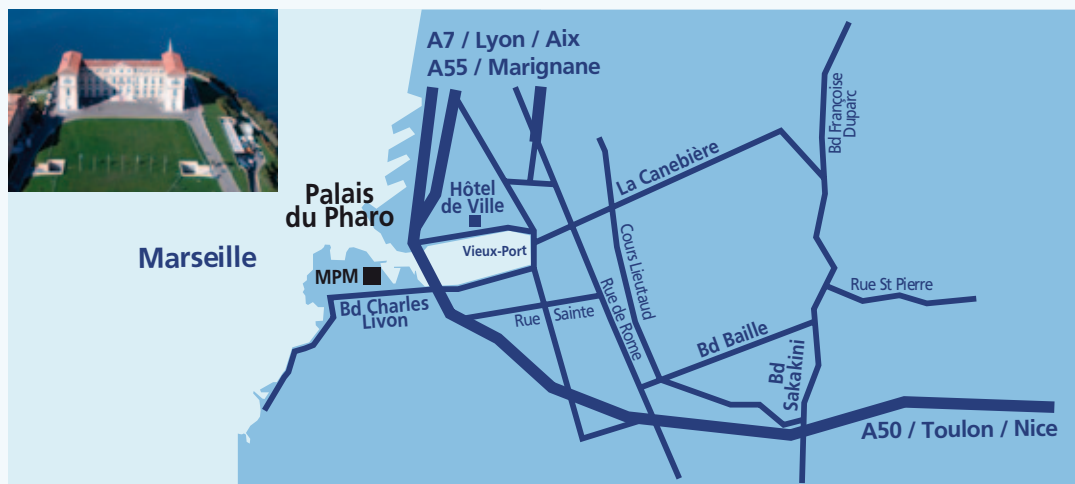 A7 / Lyon / Aix
A55 / Marignane
Bd Françoise
Duparc
La Canebière
Hôtel
de Ville
Palais
du Pharo
Vieux-Port
Marseille
MPM
Cours Lieutaud
Rue St Pierre
Bd Charles
Livon
Rue Sainte
Rue de Rome
Bd Baille
Bd
Sakakini
A50 / Toulon / Nice